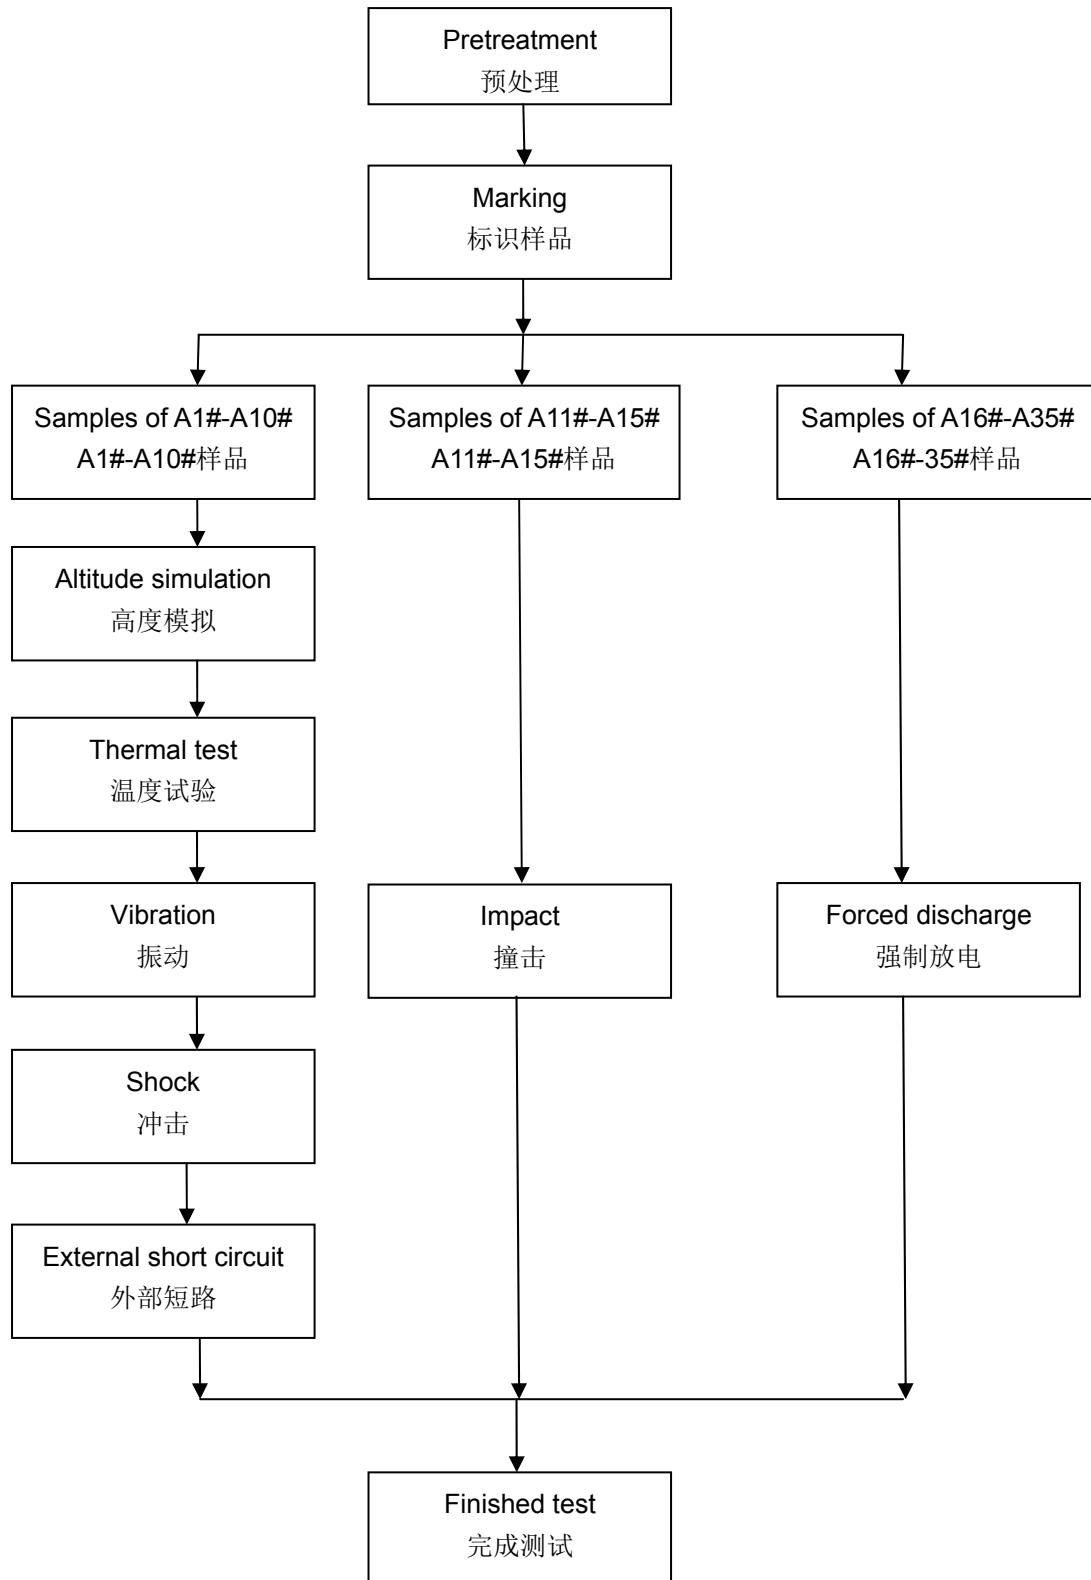 Pretreatment
预处理
Marking
标识样品
Samples of A1#-A10#
A1#-A10#样品
Samples of A11#-A15#
A11#-A15#样品
Samples of A16#-A35#
A16#-35#样品
Altitude simulation
高度模拟
Thermal test
温度试验
Vibration
振动
Impact
撞击
Forced discharge
强制放电
Shock
冲击
External short circuit
外部短路
Finished test
完成测试